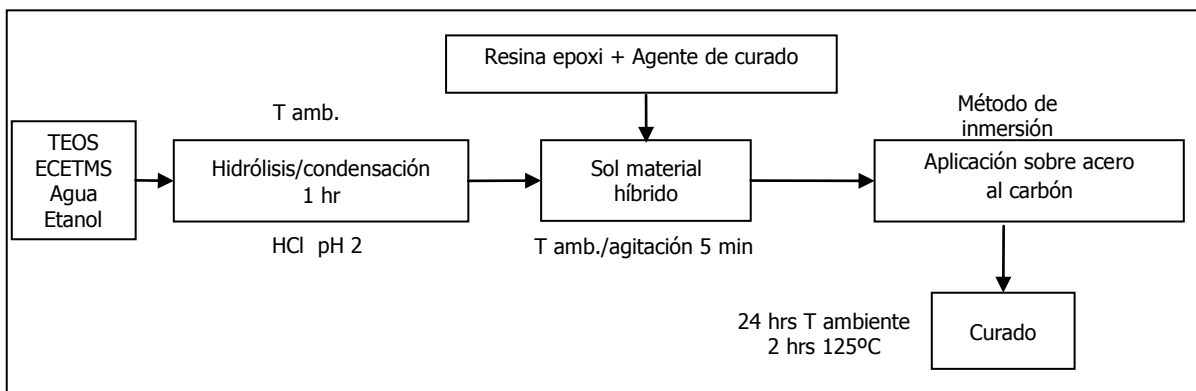 Resina epoxi + Agente de curado
T amb.
Método de
inmersión
TEOS
ECETMS
Agua
Etanol
Hidrólisis/condensación
1 hr
Sol material
híbrido
Aplicación sobre acero
al carbón
HCl pH 2
T amb./agitación 5 min
24 hrs T ambiente
2 hrs 125ºC
Curado